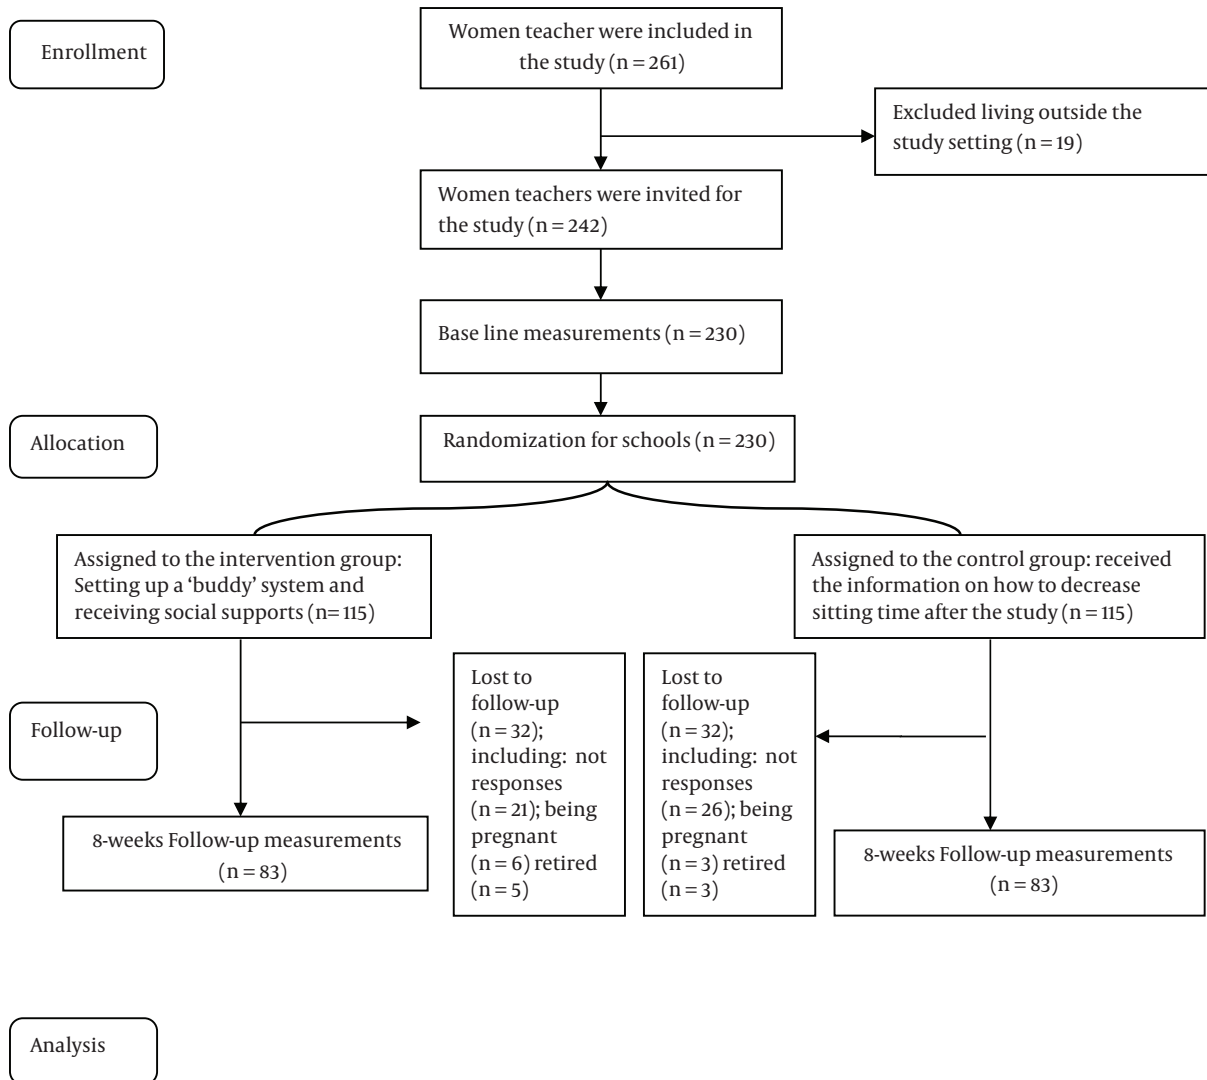 Enrollment
Women teacher were included in
the study (n = 261)
Excluded living outside the
study setting (n = 19)
Women teachers were invited for
the study (n = 242)
Base line measurements (n = 230)
Allocation
Randomization for schools (n = 230)
Assigned to the intervention group:
Setting up a ‘buddy’ system and
receiving social supports (n= 115)
Assigned to the control group: received
the information on how to decrease
sitting time after the study (n = 115)
Follow-up
Lost to
follow-up
(n = 32);
including: not
responses
(n = 21); being
pregnant
(n = 6) retired
(n = 5)
Lost to
follow-up
(n = 32);
including: not
responses
(n = 26); being
pregnant
(n = 3) retired
(n = 3)
8-weeks Follow-up measurements
(n = 83)
8-weeks Follow-up measurements
(n = 83)
Analysis